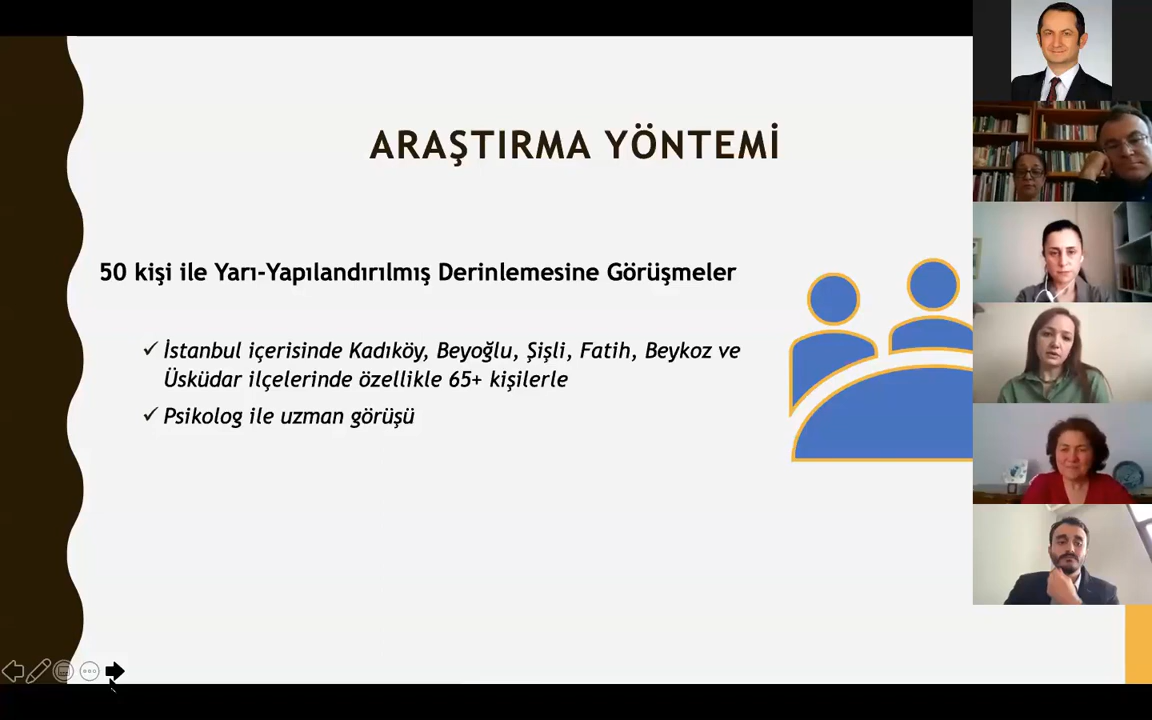 ARAŞTIRMA YÖNTEMİ
50 kişi ile Yarı-Yapılandırılmış Derinlemesine Görüşmeler
✓ İstanbul içerisinde Kadıköy, Beyoğlu, Şişli, Fatih, Beykoz ve
Üsküdar ilçelerinde özellikle 65+ kişilerle
✓ Psikolog ile uzman görüşü